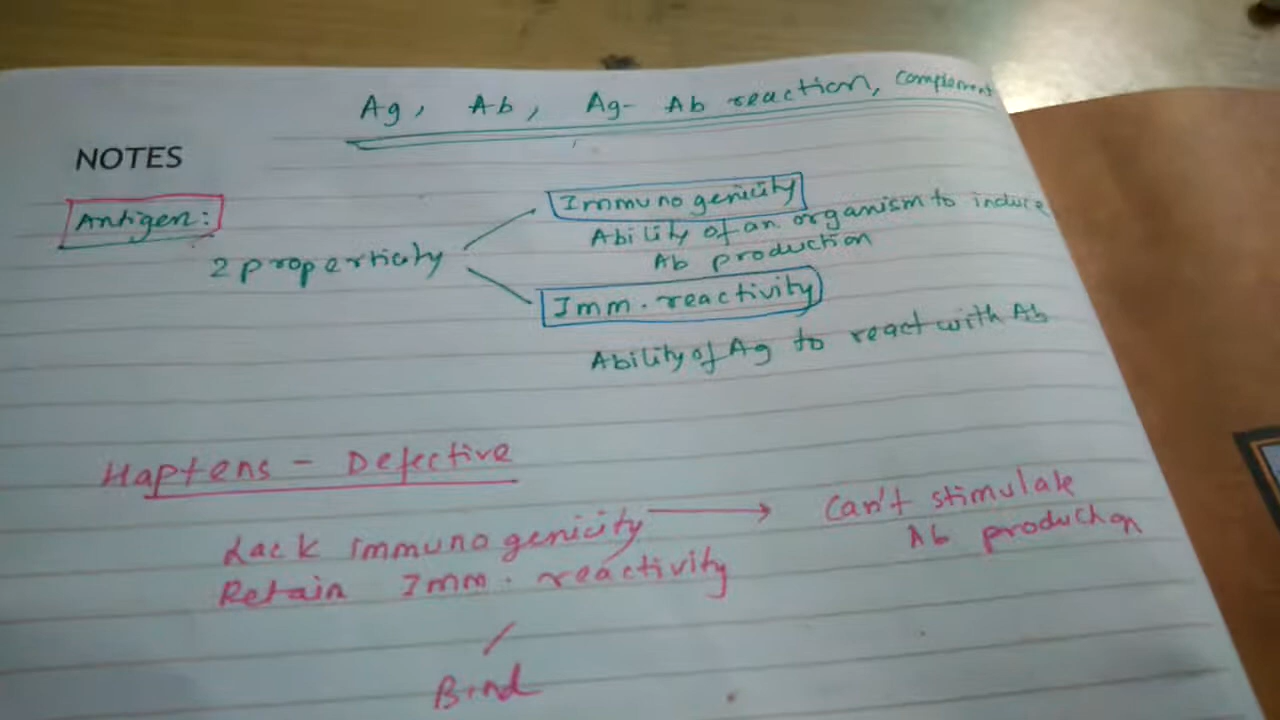 Ag, Ab, Ag- Ab reaction, complement
NOTES
Antigen:
Immunogenicity
Ability of an organism to induce
Ab production
2 properticity
Imm. reactivity
Ability of Ag to react with Ab
Haptens - Defective
Lack immunogenicity → Can't stimulate
Ab production
Retain Imm. reactivity
Bind